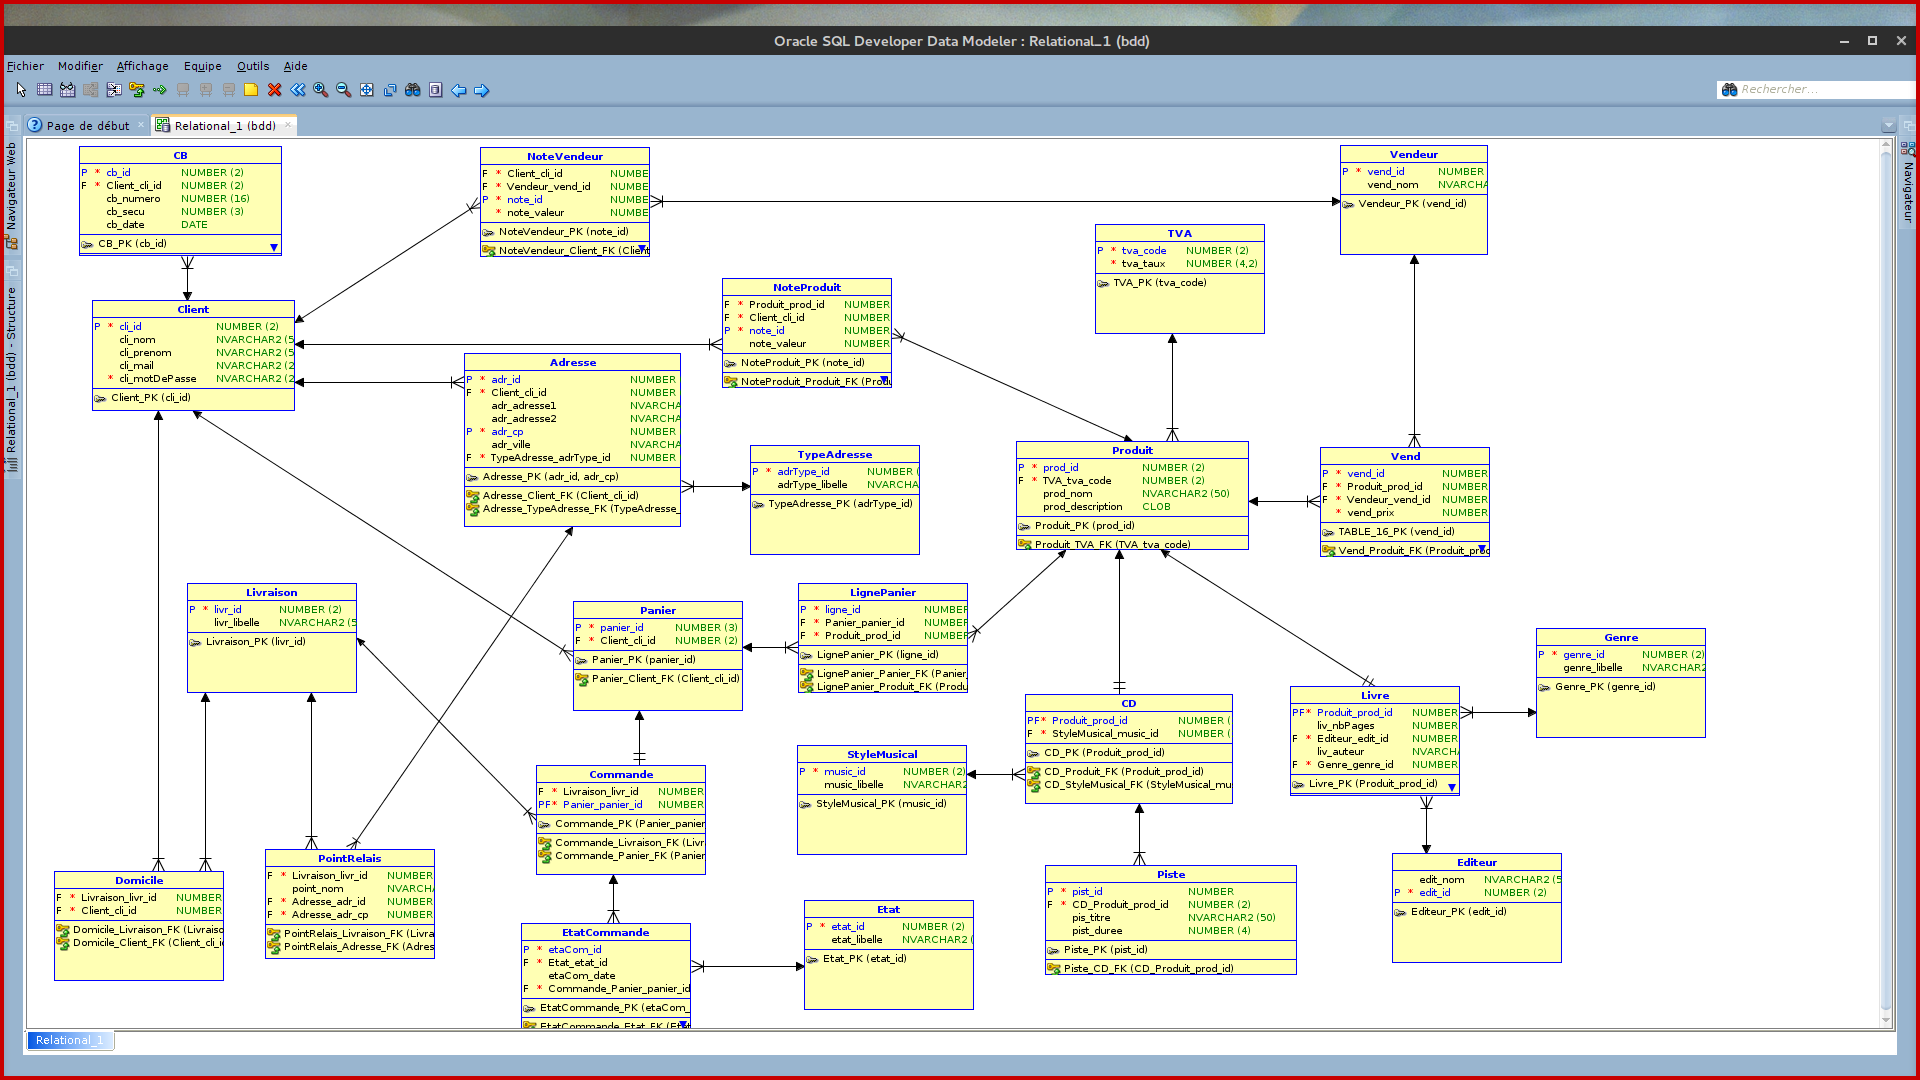 Oracle SQL Developer Data Modeler : Relational_1 (bdd)
Fichier Modifier Affichage Equipe Outils Aide
Rechercher...
Page de début
Relational_1 (bdd)
Navigateur Web
Relational_1 (bdd) - Structure
Navigateur
CB
P * cb_id NUMBER (2)
F * Client_cli_id NUMBER (2)
cb_numero NUMBER (16)
cb_secu NUMBER (3)
cb_date DATE
CB_PK (cb_id)
NoteVendeur
F * Client_cli_id NUMBE
F * Vendeur_vend_id NUMBE
P * note_id NUMBE
* note_valeur NUMBE
NoteVendeur_PK (note_id)
NoteVendeur_Client_FK (Client
Vendeur
P * vend_id NUMBER
vend_nom NVARCHA
Vendeur_PK (vend_id)
TVA
P * tva_code NUMBER (2)
* tva_taux NUMBER (4,2)
TVA_PK (tva_code)
Client
P * cli_id NUMBER (2)
cli_nom NVARCHAR2 (5
cli_prenom NVARCHAR2 (5
cli_mail NVARCHAR2 (2
* cli_motDePasse NVARCHAR2 (2
Client_PK (cli_id)
NoteProduit
F * Produit_prod_id NUMBER
F * Client_cli_id NUMBER
P * note_id NUMBER
note_valeur NUMBER
NoteProduit_PK (note_id)
NoteProduit_Produit_FK (Produ
Adresse
P * adr_id NUMBER
F * Client_cli_id NUMBER
adr_adresse1 NVARCHA
adr_adresse2 NVARCHA
P * adr_cp NUMBER
adr_ville NVARCHA
F * TypeAdresse_adrType_id NUMBER
Adresse_PK (adr_id, adr_cp)
Adresse_Client_FK (Client_cli_id)
Adresse_TypeAdresse_FK (TypeAdresse_
TypeAdresse
P * adrType_id NUMBER (
adrType_libelle NVARCHA
TypeAdresse_PK (adrType_id)
Produit
P * prod_id NUMBER (2)
F * TVA_tva_code NUMBER (2)
prod_nom NVARCHAR2 (50)
prod_description CLOB
Produit_PK (prod_id)
Produit_TVA_FK (TVA_tva_code)
Vend
P * vend_id NUMBER
F * Produit_prod_id NUMBER
F * Vendeur_vend_id NUMBER
* vend_prix NUMBER
TABLE_16_PK (vend_id)
Vend_Produit_FK (Produit_prod
Livraison
P * livr_id NUMBER (2)
livr_libelle NVARCHAR2 (5
Livraison_PK (livr_id)
Panier
P * panier_id NUMBER (3)
F * Client_cli_id NUMBER (2)
Panier_PK (panier_id)
Panier_Client_FK (Client_cli_id)
LignePanier
P * ligne_id NUMBER
F * Panier_panier_id NUMBER
F * Produit_prod_id NUMBER
LignePanier_PK (ligne_id)
LignePanier_Panier_FK (Panier_
LignePanier_Produit_FK (Produ
Genre
P * genre_id NUMBER (2)
genre_libelle NVARCHAR2
Genre_PK (genre_id)
CD
PF* Produit_prod_id NUMBER (
F * StyleMusical_music_id NUMBER (
CD_PK (Produit_prod_id)
CD_Produit_FK (Produit_prod_id)
CD_StyleMusical_FK (StyleMusical_mu
Livre
PF* Produit_prod_id NUMBER
liv_nbPages NUMBER
F * Editeur_edit_id NUMBER
liv_auteur NVARCHA
F * Genre_genre_id NUMBER
Livre_PK (Produit_prod_id)
StyleMusical
P * music_id NUMBER (2)
music_libelle NVARCHAR2
StyleMusical_PK (music_id)
Commande
F * Livraison_livr_id NUMBER
PF* Panier_panier_id NUMBER
Commande_PK (Panier_panier
Commande_Livraison_FK (Livr
Commande_Panier_FK (Panier
PointRelais
F * Livraison_livr_id NUMBER
point_nom NVARCHA
F * Adresse_adr_id NUMBER
F * Adresse_adr_cp NUMBER
PointRelais_Livraison_FK (Livra
PointRelais_Adresse_FK (Adres
Domicile
F * Livraison_livr_id NUMBER
F * Client_cli_id NUMBER
Domicile_Livraison_FK (Livraiso
Domicile_Client_FK (Client_cli_i
Editeur
edit_nom NVARCHAR2 (5
P * edit_id NUMBER (2)
Editeur_PK (edit_id)
Piste
P * pist_id NUMBER
F * CD_Produit_prod_id NUMBER (2)
pis_titre NVARCHAR2 (50)
pist_duree NUMBER (4)
Piste_PK (pist_id)
Piste_CD_FK (CD_Produit_prod_id)
Etat
P * etat_id NUMBER (2)
etat_libelle NVARCHAR2 (
Etat_PK (etat_id)
EtatCommande
P * etaCom_id
F * Etat_etat_id
etaCom_date
F * Commande_Panier_panier_id
EtatCommande_PK (etaCom_
EtatCommande_Etat_FK (Etat
Relational_1